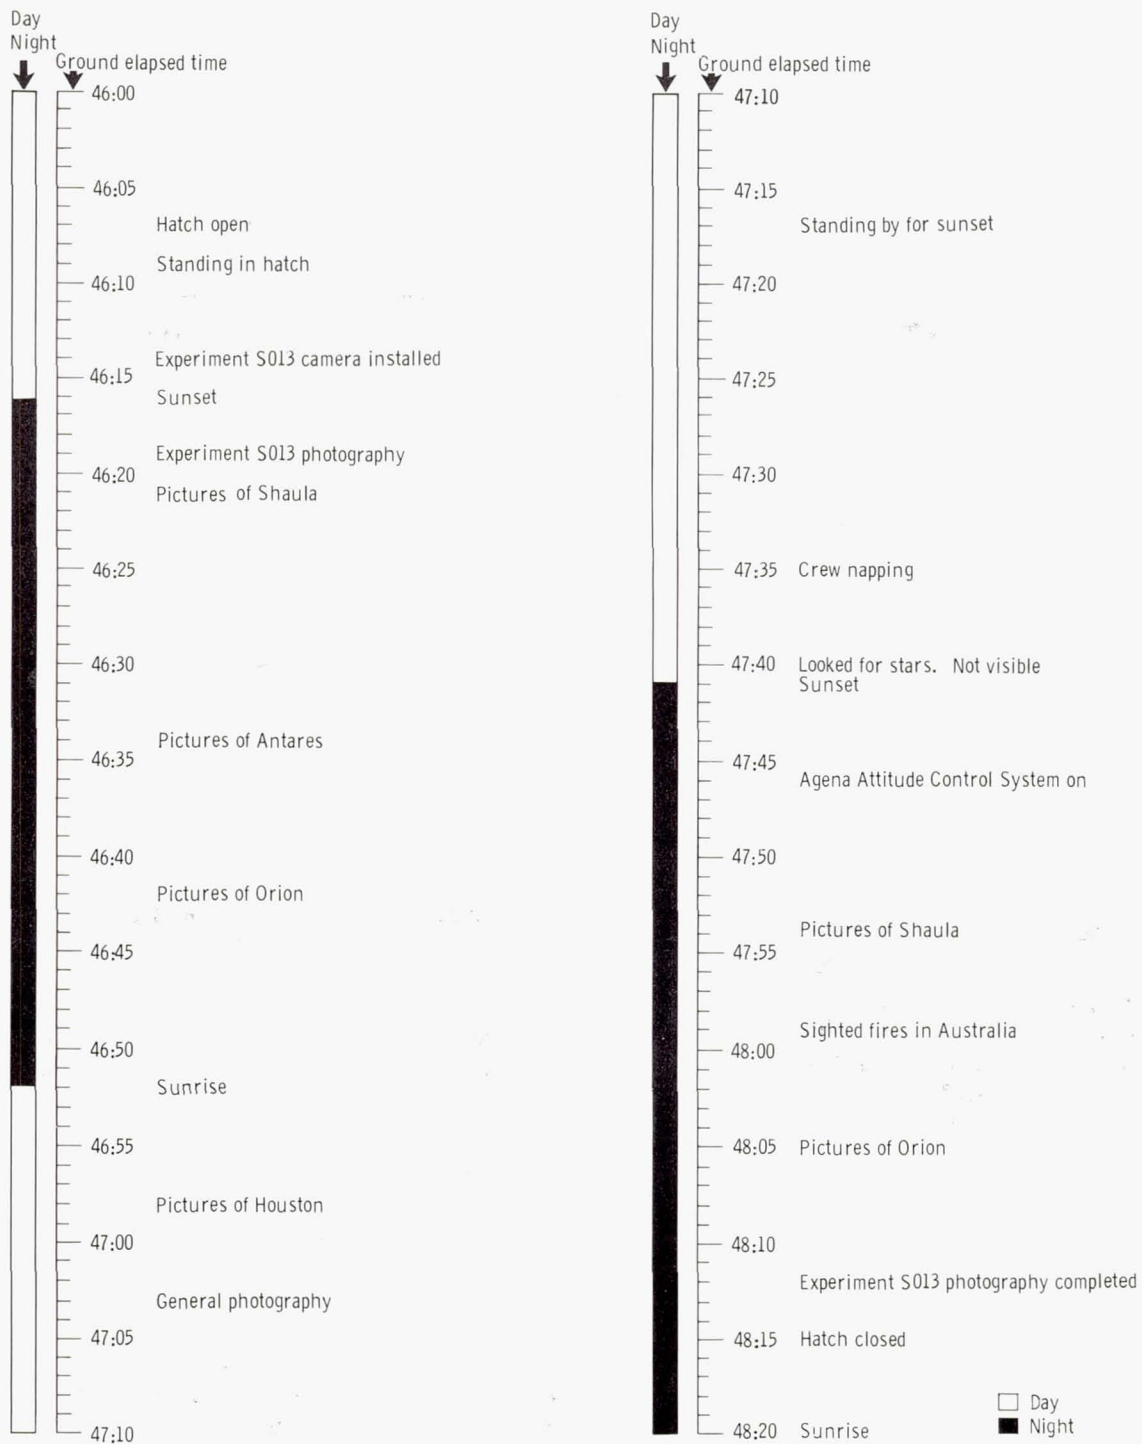 Day
Night
Ground elapsed time
46:00
46:05
Hatch open
Standing in hatch
46:10
Experiment S013 camera installed
46:15
Sunset
Experiment S013 photography
46:20
Pictures of Shaula
46:25
46:30
Pictures of Antares
46:35
46:40
Pictures of Orion
46:45
46:50
Sunrise
46:55
Pictures of Houston
47:00
General photography
47:05
47:10
Day
Night
Ground elapsed time
47:10
47:15
Standing by for sunset
47:20
47:25
47:30
47:35 Crew napping
47:40 Looked for stars. Not visible
Sunset
47:45
Agena Attitude Control System on
47:50
Pictures of Shaula
47:55
Sighted fires in Australia
48:00
48:05 Pictures of Orion
48:10
Experiment S013 photography completed
48:15 Hatch closed
48:20 Sunrise
Day
Night